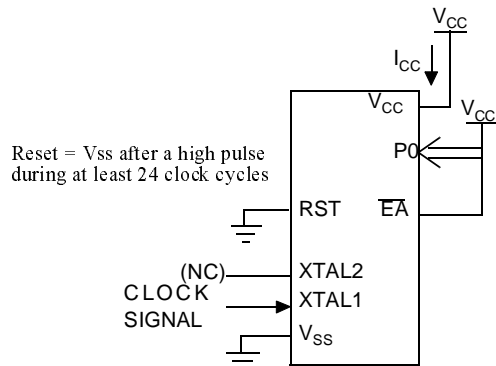 VCC
ICC
VCC
VCC
P0
Reset = Vss after a high pulse
during at least 24 clock cycles
RST
EA
(NC)
XTAL2
CLOCK
SIGNAL
XTAL1
VSS